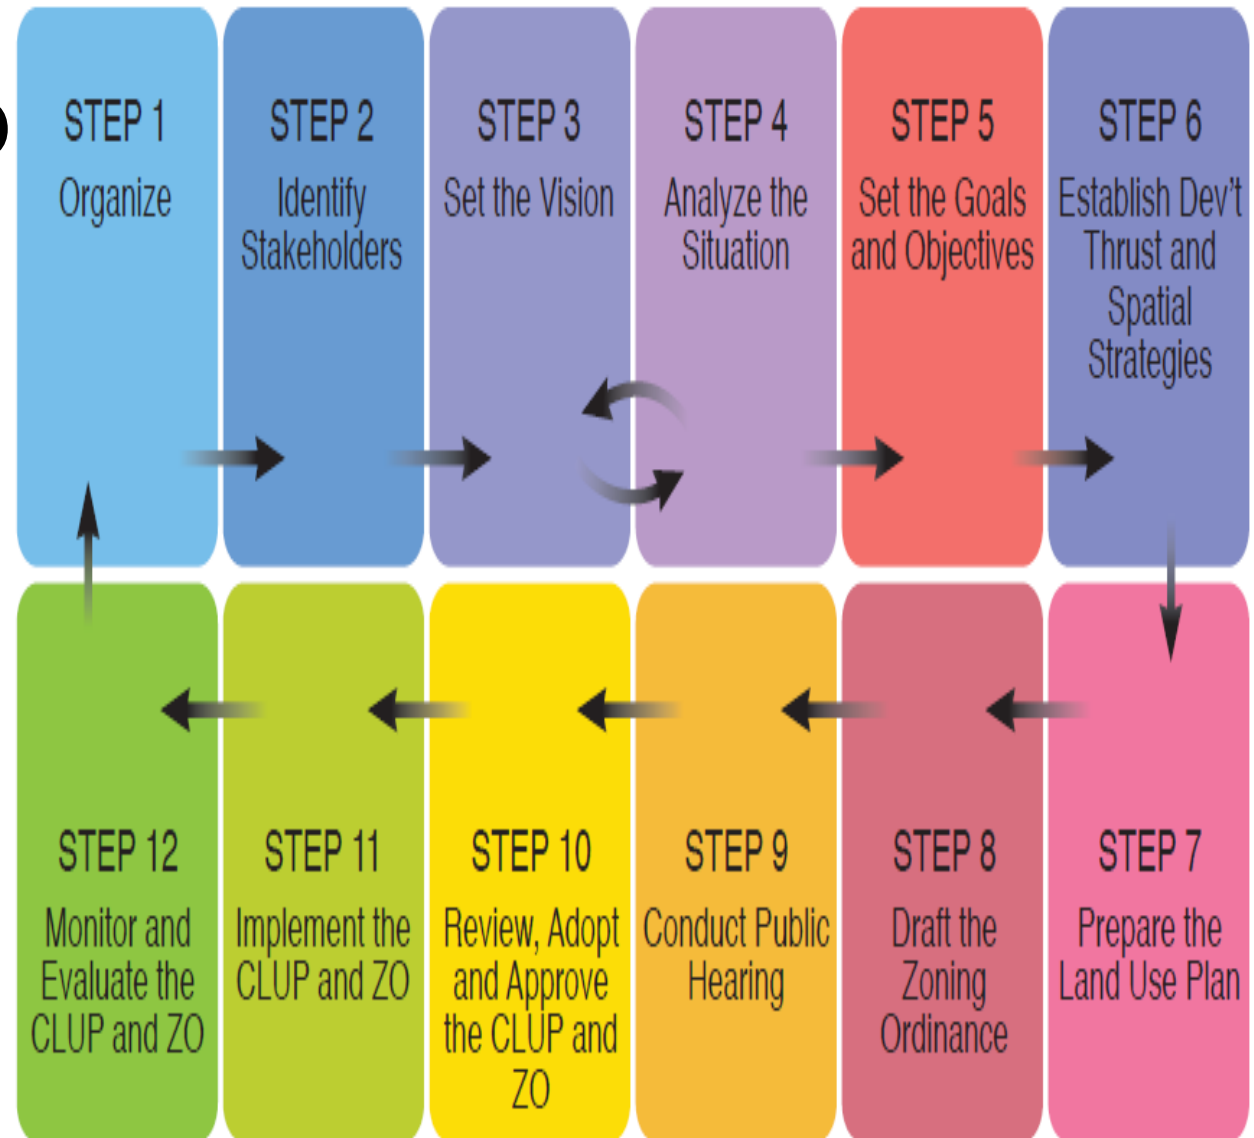 STEP 1
Organize
STEP 2
Identify
Stakeholders
STEP 3
Set the Vision
STEP 4
Analyze the
Situation
STEP 5
Set the Goals
and Objectives
STEP 6
Establish Dev't
Thrust and
Spatial
Strategies
STEP 12
Monitor and
Evaluate the
CLUP and ZO
STEP 11
Implement the
CLUP and ZO
STEP 10
Review, Adopt
and Approve
the CLUP and
ZO
STEP 9
Conduct Public
Hearing
STEP 8
Draft the
Zoning
Ordinance
STEP 7
Prepare the
Land Use Plan